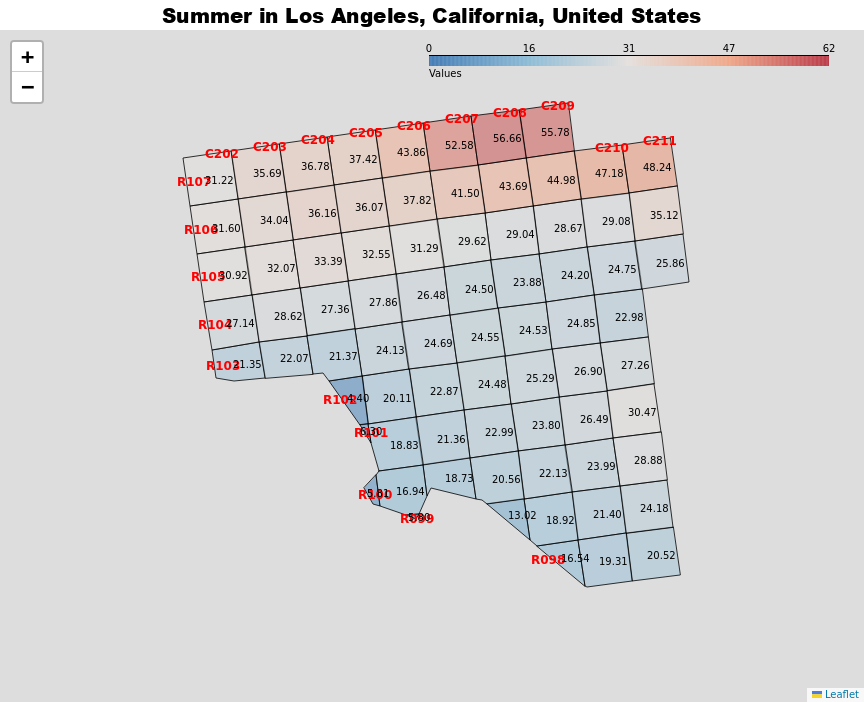 Summer in Los Angeles, California, United States
+
−
0 16 31 47 62
Values
C209
C202 C203 C204 C205 C206 C207 C208 C210 C211
R107 31.22 35.69 36.78 37.42 43.86 52.58 56.66 55.78 47.18 48.24
R106 31.60 34.04 36.16 36.07 37.82 41.50 43.69 44.98 29.08 35.12
R105 30.92 32.07 33.39 32.55 31.29 29.62 29.04 28.67 24.75 25.86
R104 27.14 28.62 27.36 27.86 26.48 24.50 23.88 24.20 22.98
R103 21.35 22.07 21.37 24.13 24.69 24.55 24.53 24.85 27.26
R102 4.40 20.11 22.87 24.48 25.29 26.90 30.47
R101 6.30 18.83 21.36 22.99 23.80 26.49 28.88
R100 5.81 16.94 18.73 20.56 22.13 23.99 24.18
R099 5.80 13.02 18.92 21.40 20.52
R098 16.54 19.31
Leaflet